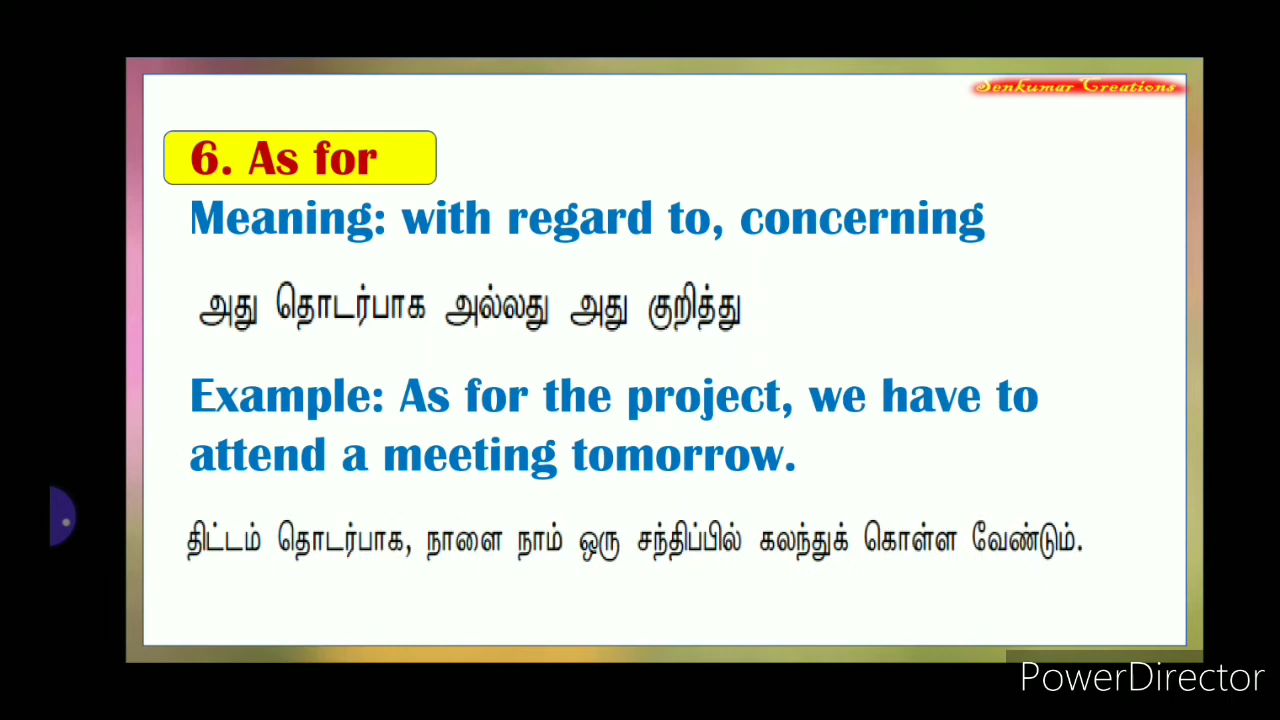 Senkumar Creations
6. As for
Meaning: with regard to, concerning
அது தொடர்பாக அல்லது அது குறித்து
Example: As for the project, we have to
attend a meeting tomorrow.
திட்டம் தொடர்பாக, நாளை நாம் ஒரு சந்திப்பில் கலந்துக் கொள்ள வேண்டும்.
PowerDirector